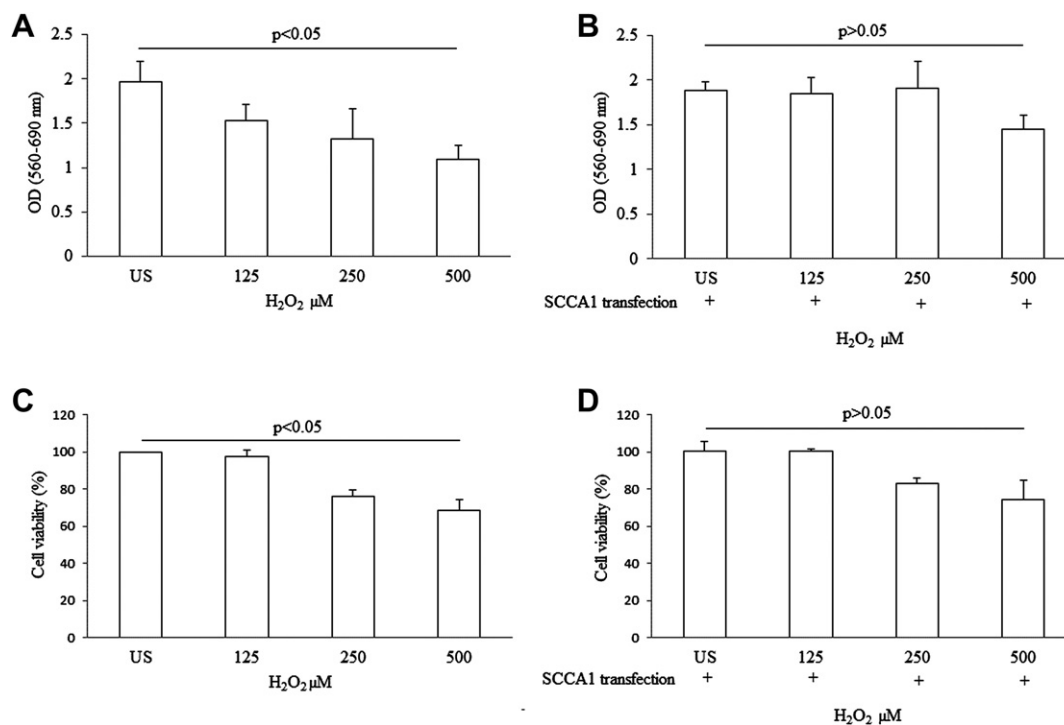 A
p<0.05
2.5
2
1.5
1
0.5
0
OD (560-690 nm)
US 125 250 500
H₂O₂ μM
B
p>0.05
2.5
2
1.5
1
0.5
0
OD (560-690 nm)
US 125 250 500
SCCA1 transfection + + + +
H₂O₂ μM
C
p<0.05
120
100
80
60
40
20
0
Cell viability (%)
US 125 250 500
H₂O₂ μM
D
p>0.05
120
100
80
60
40
20
0
Cell viability (%)
US 125 250 500
SCCA1 transfection + + + +
H₂O₂ μM